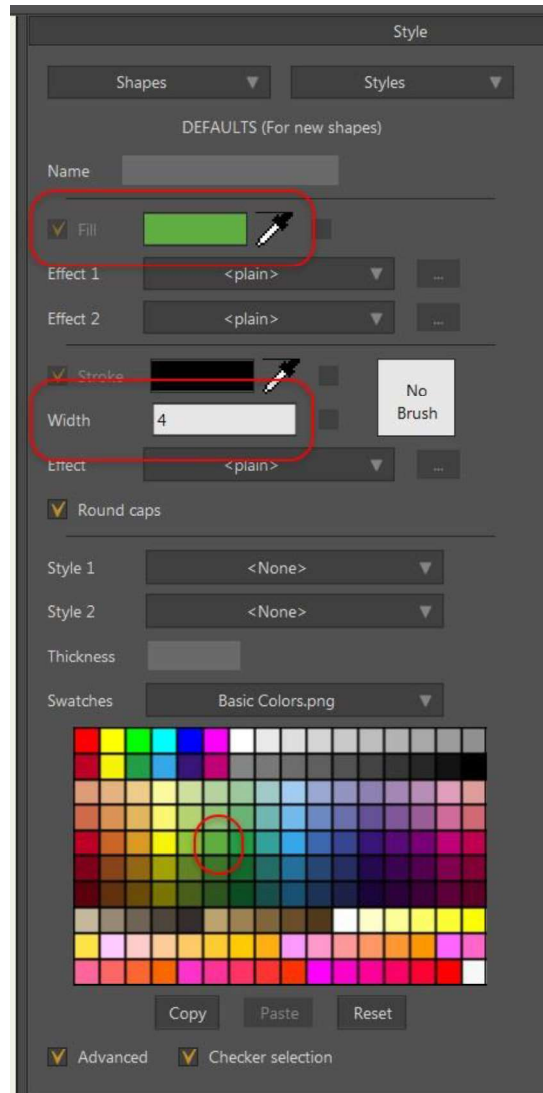 Style
Shapes Styles
DEFAULTS (For new shapes)
Name
Fill
Effect 1 <plain> ...
Effect 2 <plain> ...
Stroke
No
Width 4 Brush
Effect <plain> ...
Round caps
Style 1 <None>
Style 2 <None>
Thickness
Swatches Basic Colors.png
Copy Paste Reset
Advanced Checker selection